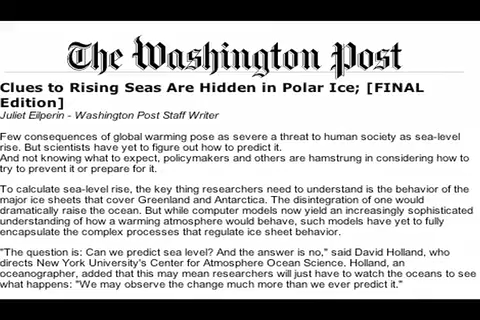 The Washington Post
Clues to Rising Seas Are Hidden in Polar Ice; [FINAL
Edition]
Juliet Eilperin - Washington Post Staff Writer
Few consequences of global warming pose as severe a threat to human society as sea-level
rise. But scientists have yet to figure out how to predict it.
And not knowing what to expect, policymakers and others are hamstrung in considering how to
try to prevent it or prepare for it.
To calculate sea-level rise, the key thing researchers need to understand is the behavior of the
major ice sheets that cover Greenland and Antarctica. The disintegration of one would
dramatically raise the ocean. But while computer models now yield an increasingly sophisticated
understanding of how a warming atmosphere would behave, such models have yet to fully
encapsulate the complex processes that regulate ice sheet behavior.
"The question is: Can we predict sea level? And the answer is no," said David Holland, who
directs New York University's Center for Atmosphere Ocean Science. Holland, an
oceanographer, added that this may mean researchers will just have to watch the oceans to see
what happens: "We may observe the change much more than we ever predict it."